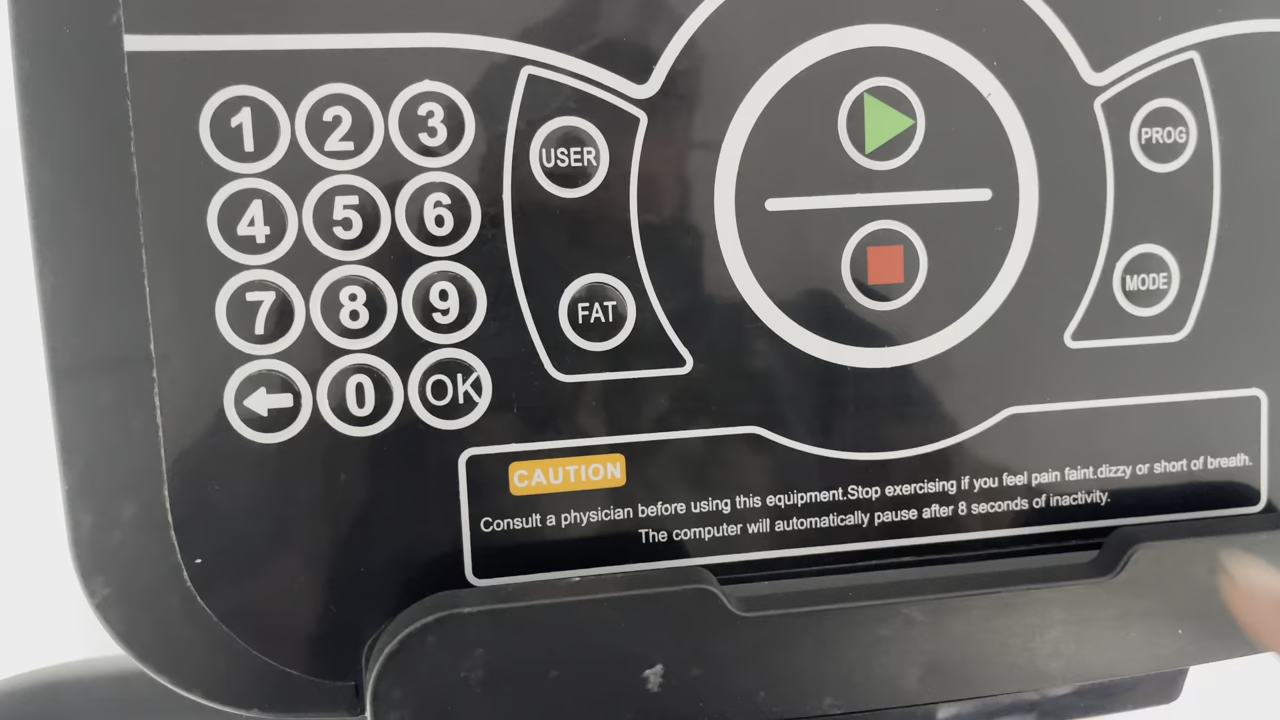 1 2 3
4 5 6
7 8 9
0 OK
USER
FAT
PROG
MODE
CAUTION
Consult a physician before using this equipment.Stop exercising if you feel pain faint.dizzy or short of breath.
The computer will automatically pause after 8 seconds of inactivity.